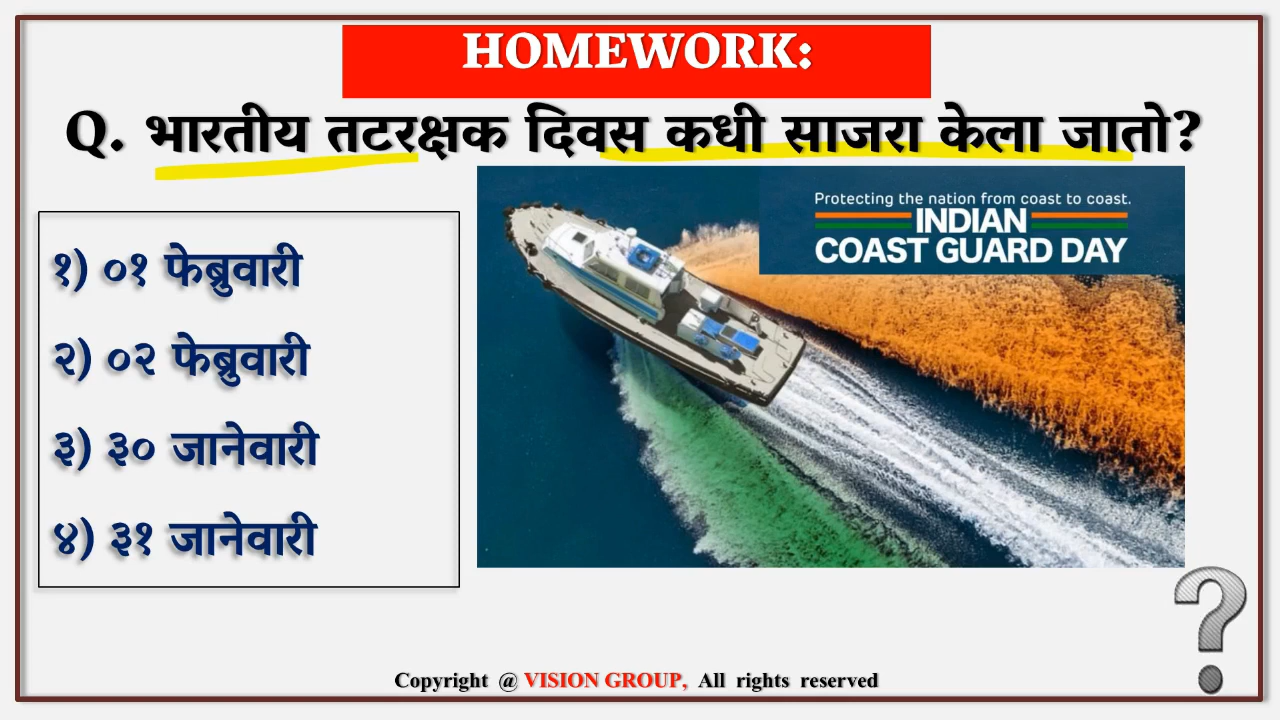 HOMEWORK:
Q. भारतीय तटरक्षक दिवस कधी साजरा केला जातो?
Protecting the nation from coast to coast.
INDIAN
COAST GUARD DAY
१) ०१ फेब्रुवारी
२) ०२ फेब्रुवारी
३) ३० जानेवारी
४) ३१ जानेवारी
?
Copyright @ VISION GROUP, All rights reserved